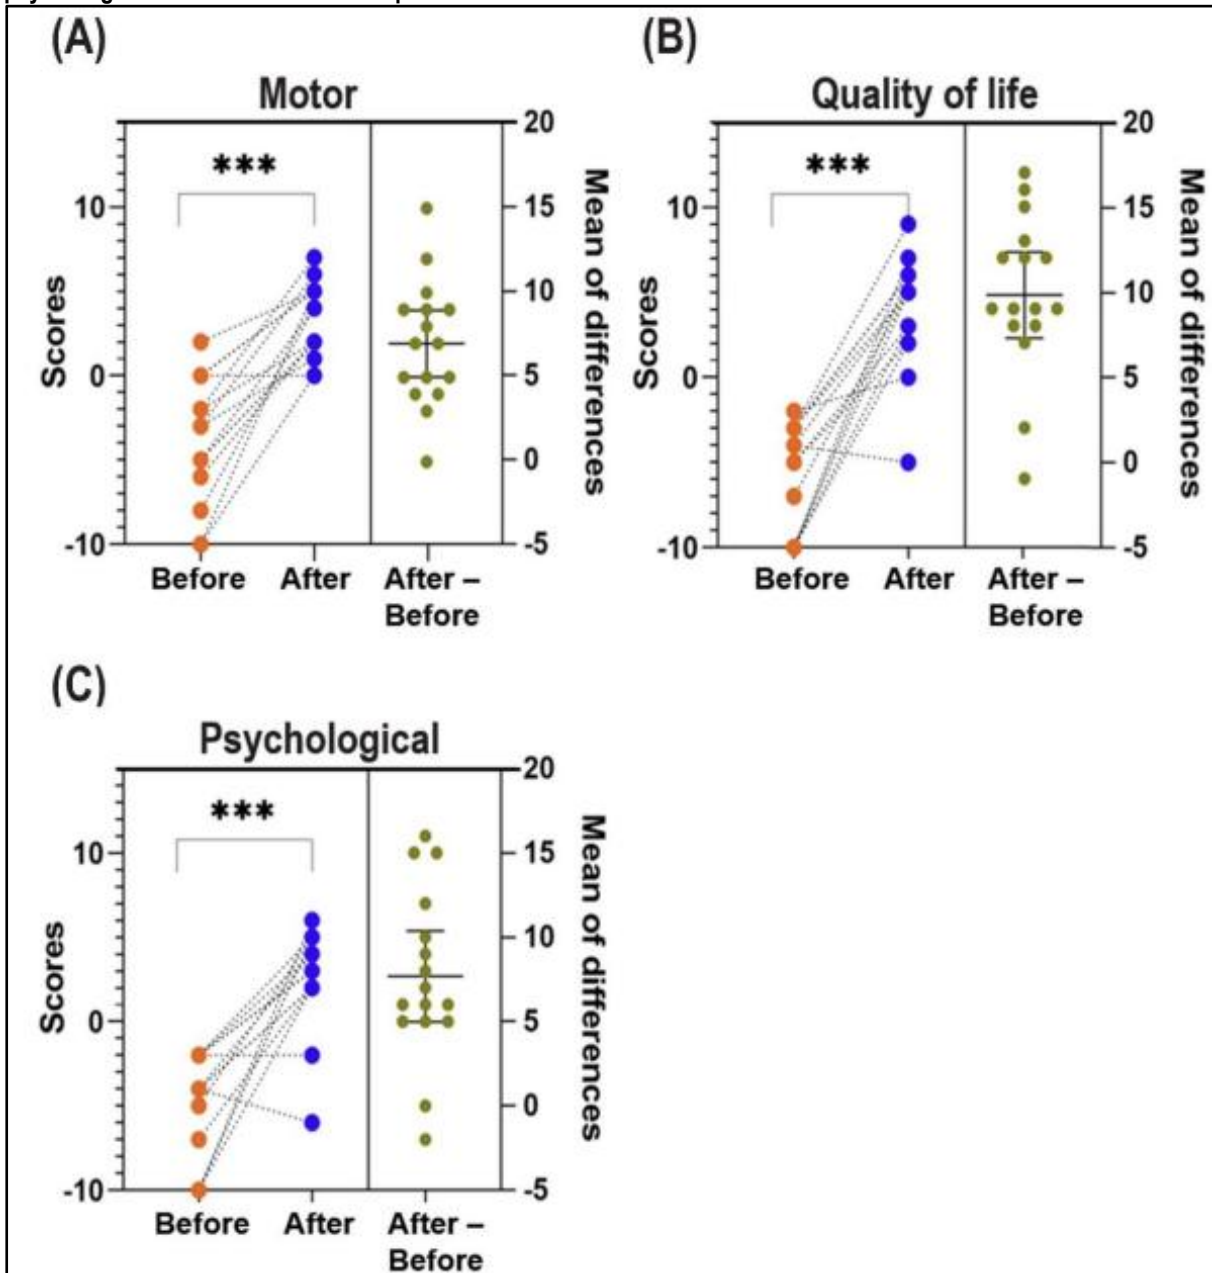 (A)
Motor
***
20
15
10
5
0
-5
10
0
-10
Scores
Mean of differences
Before After After –
Before
(B)
Quality of life
***
20
15
10
5
0
-5
10
0
-10
Scores
Mean of differences
Before After After –
Before
(C)
Psychological
***
20
15
10
5
0
-5
10
0
-10
Scores
Mean of differences
Before After After –
Before